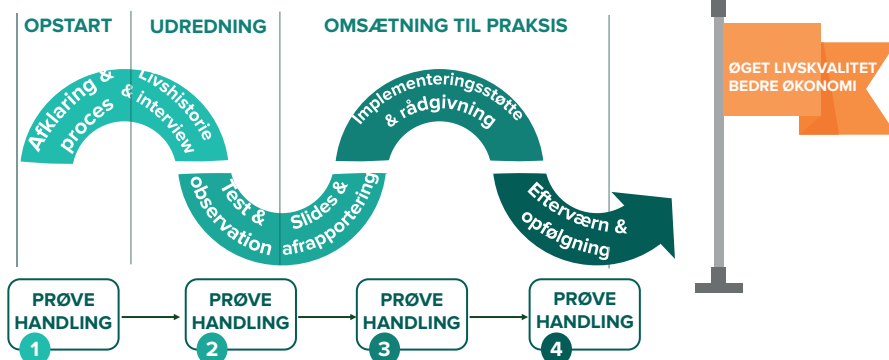 OPSTART
UDREDNING
OMSÆTNING TIL PRAKSIS
Afklaring &
proces
Livshistorie
& interview
Test &
observation
Slides &
afrapportering
Implementeringsstøtte
& rådgivning
Efterværn &
opfølgning
ØGET LIVSKVALITET
BEDRE ØKONOMI
PRØVE
HANDLING
1
PRØVE
HANDLING
2
PRØVE
HANDLING
3
PRØVE
HANDLING
4